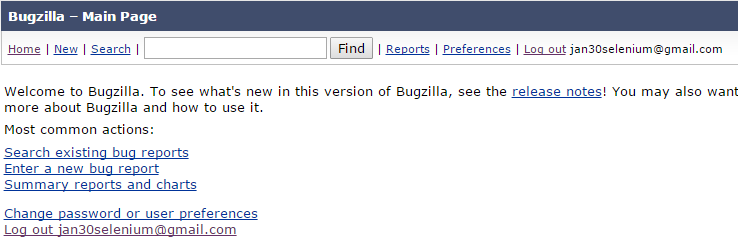 Bugzilla – Main Page
Home | New | Search | Find | Reports | Preferences | Log out jan30selenium@gmail.com
Welcome to Bugzilla. To see what's new in this version of Bugzilla, see the release notes! You may also want
more about Bugzilla and how to use it.
Most common actions:
Search existing bug reports
Enter a new bug report
Summary reports and charts
Change password or user preferences
Log out jan30selenium@gmail.com